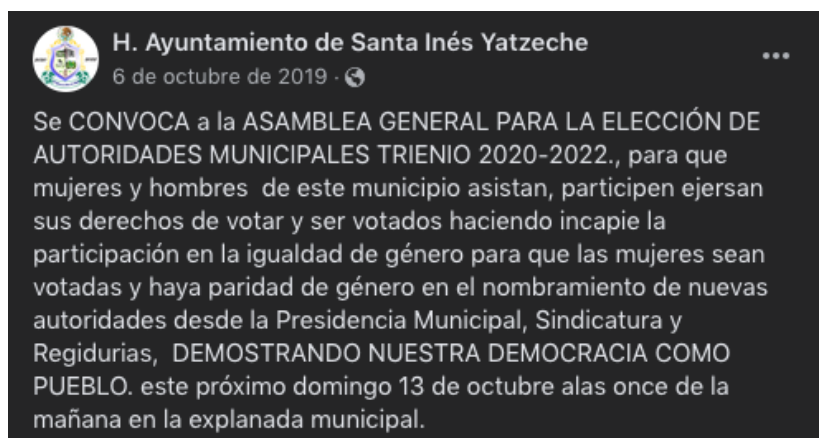 H. Ayuntamiento de Santa Inés Yatzeche
6 de octubre de 2019 ·
Se CONVOCA a la ASAMBLEA GENERAL PARA LA ELECCIÓN DE
AUTORIDADES MUNICIPALES TRIENIO 2020-2022., para que
mujeres y hombres  de este municipio asistan, participen ejersan
sus derechos de votar y ser votados haciendo incapie la
participación en la igualdad de género para que las mujeres sean
votadas y haya paridad de género en el nombramiento de nuevas
autoridades desde la Presidencia Municipal, Sindicatura y
Regidurias,  DEMOSTRANDO NUESTRA DEMOCRACIA COMO
PUEBLO. este próximo domingo 13 de octubre alas once de la
mañana en la explanada municipal.